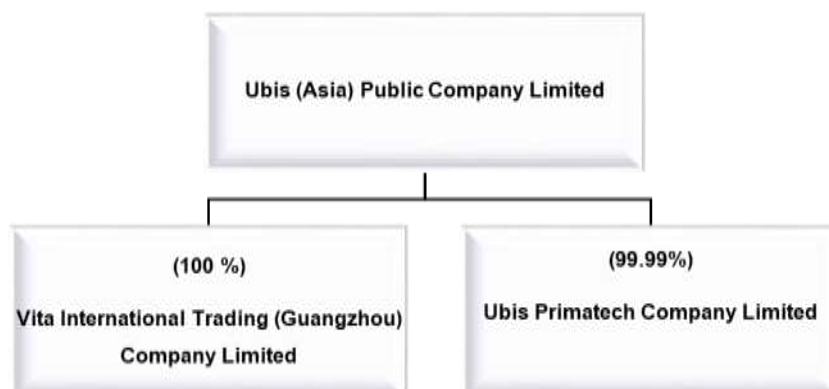 Ubis (Asia) Public Company Limited
(100 %)
Vita International Trading (Guangzhou)
Company Limited
(99.99%)
Ubis Primatech Company Limited